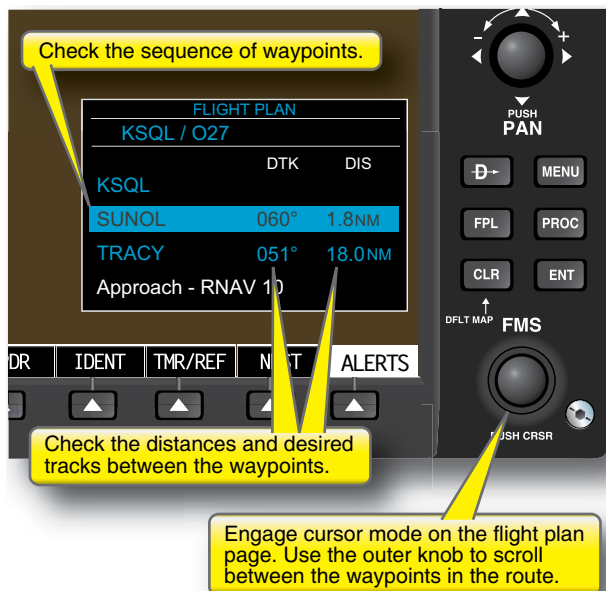 Check the sequence of waypoints.
FLIGHT PLAN
KSQL / O27
DTK DIS
KSQL
SUNOL 060° 1.8NM
TRACY 051° 18.0NM
Approach - RNAV 10
IDENT TMR/REF ALERTS
Check the distances and desired
tracks between the waypoints.
- +
PUSH
PAN
D MENU
FPL PROC
CLR ENT
DFLT MAP FMS
PUSH CRSR
Engage cursor mode on the flight plan
page. Use the outer knob to scroll
between the waypoints in the route.